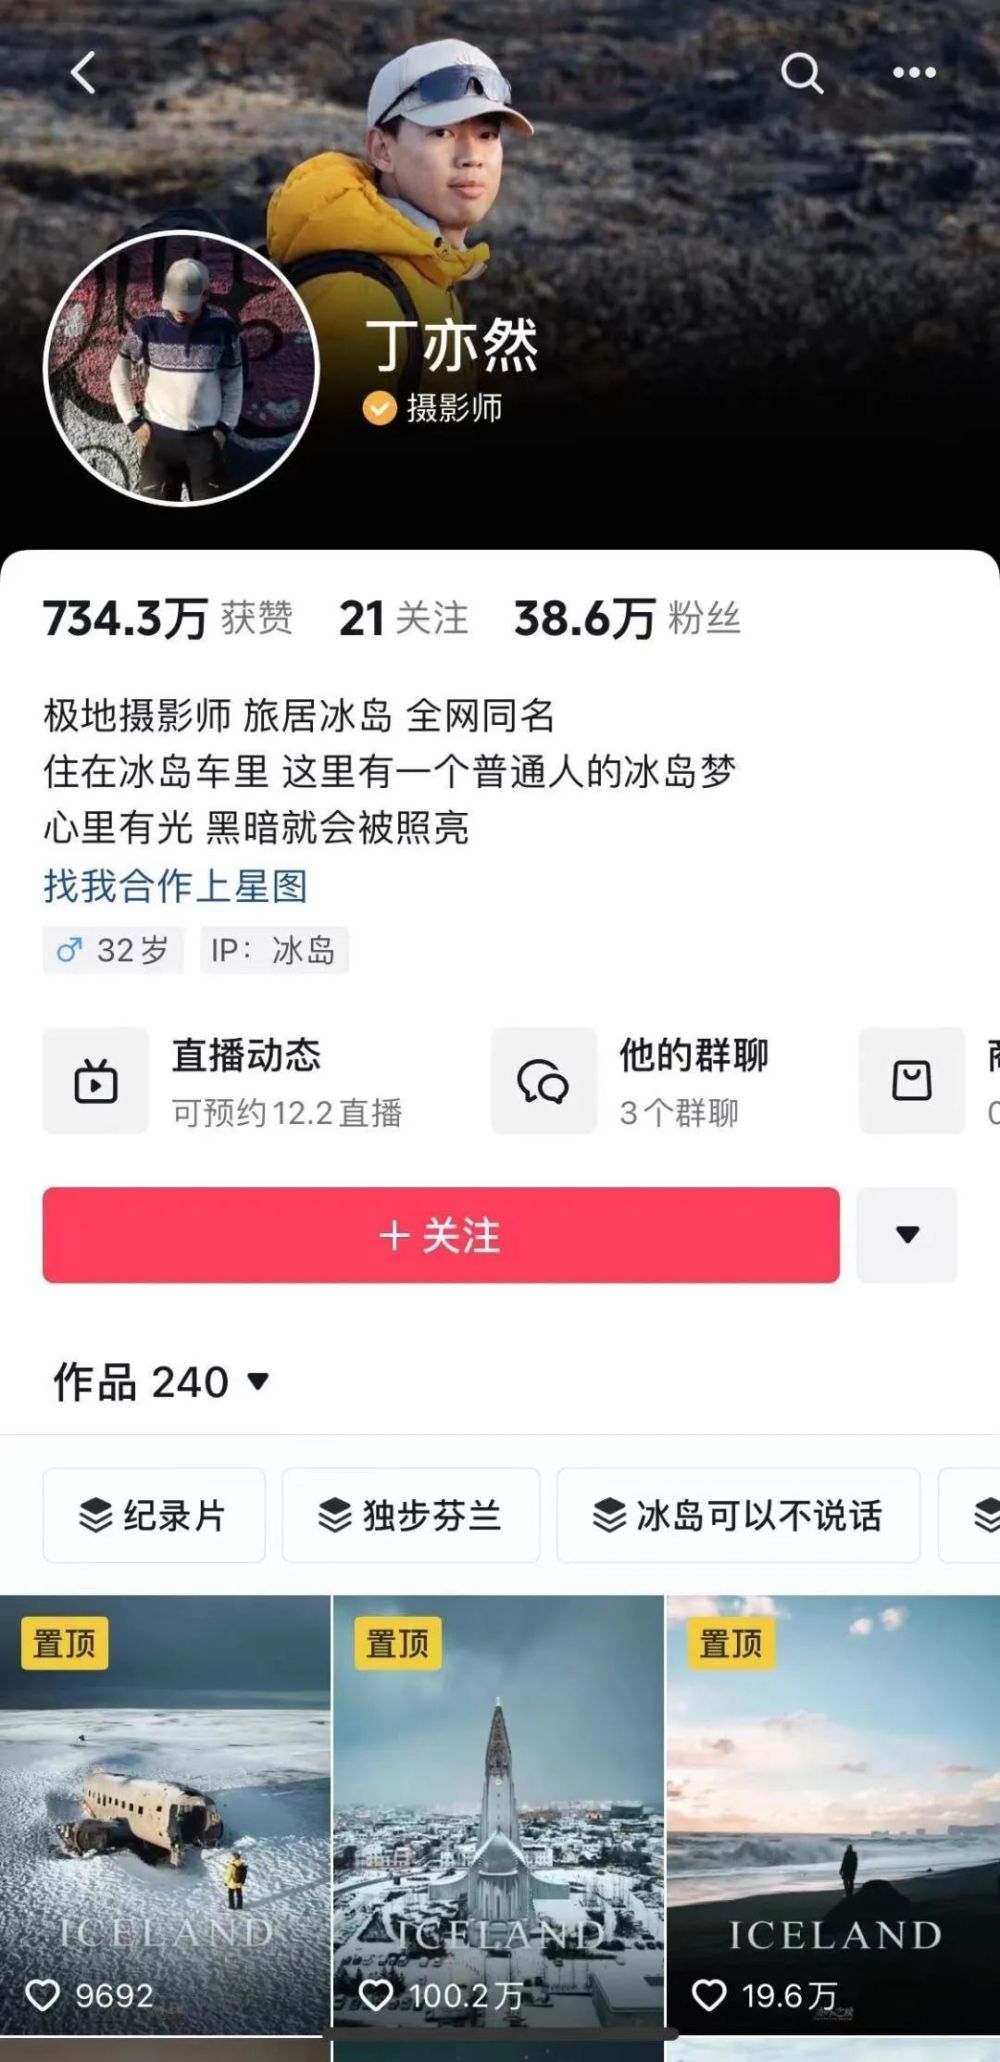 丁亦然
摄影师
734.3万 获赞 21 关注 38.6万 粉丝
极地摄影师 旅居冰岛 全网同名
住在冰岛车里 这里有一个普通人的冰岛梦
心里有光 黑暗就会被照亮
找我合作上星图
♂ 32岁 IP：冰岛
直播动态 他的群聊
可预约12.2直播 3个群聊
+ 关注
作品 240
纪录片 独步芬兰 冰岛可以不说话
置顶 置顶 置顶
ICELAND ICELAND ICELAND
9692 100.2万 19.6万